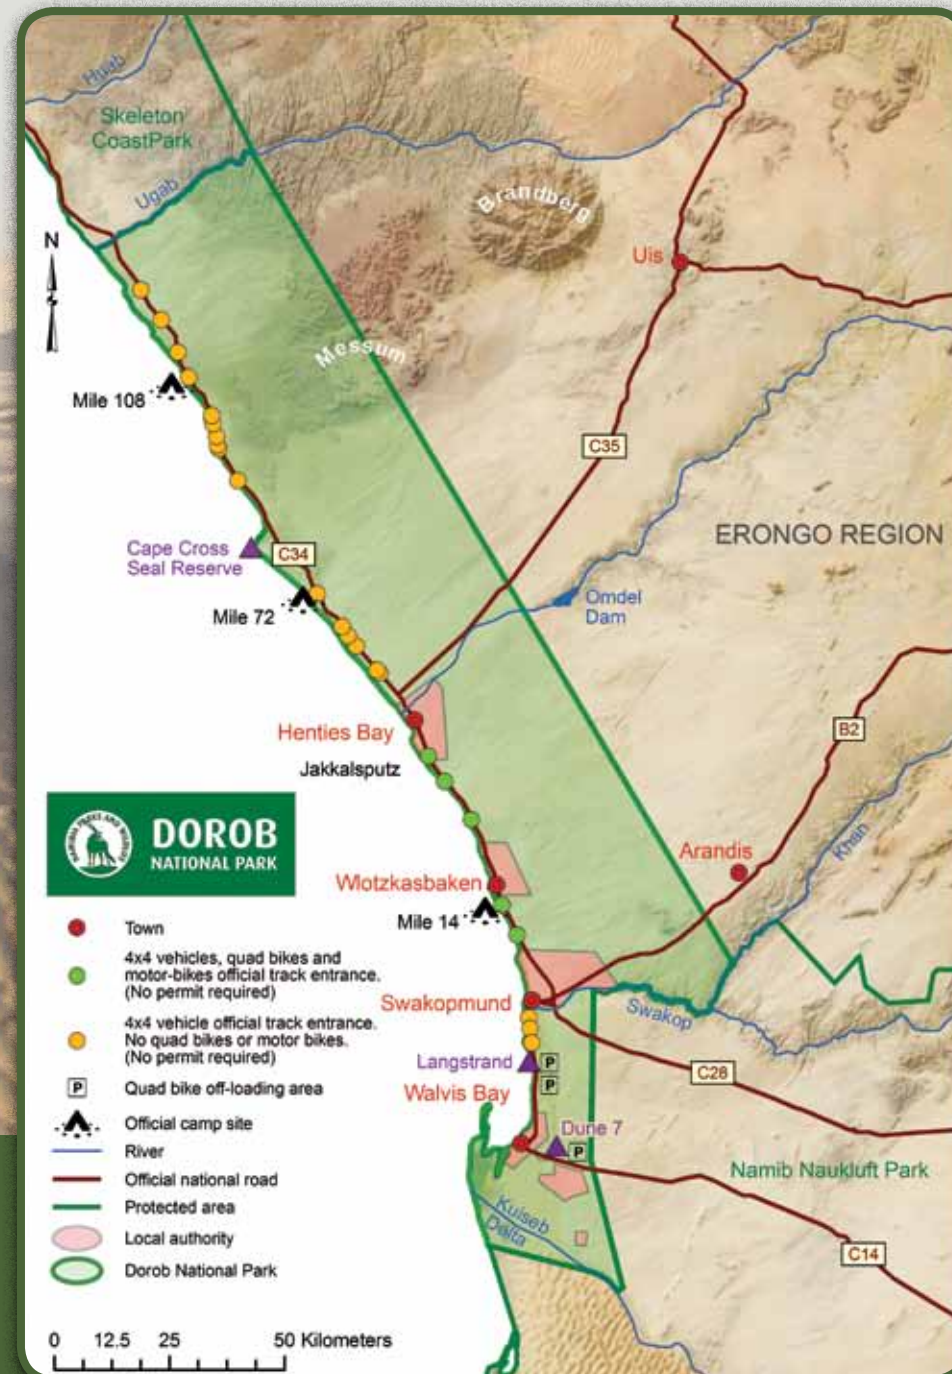 Huab
Skeleton
CoastPark
Ugab
Brandberg
N
Uis
Messum
Mile 108
C35
ERONGO REGION
Cape Cross
Seal Reserve
C34
Omdel
Dam
Mile 72
B2
Henties Bay
Jakkalsputz
DOROB
NATIONAL PARK
Arandis
Khan
Wlotzkasbaken
Mile 14
Town
4x4 vehicles, quad bikes and
motor-bikes official track entrance.
(No permit required)
Swakopmund
Swakop
4x4 vehicle official track entrance.
No quad bikes or motor bikes.
(No permit required)
Langstrand
P
P
C28
P
Quad bike off-loading area
Walvis Bay
Official camp site
Dune 7
P
River
Official national road
Namib Naukluft Park
Protected area
Kuiseb
Delta
Local authority
C14
Dorob National Park
0 12.5 25 50 Kilometers